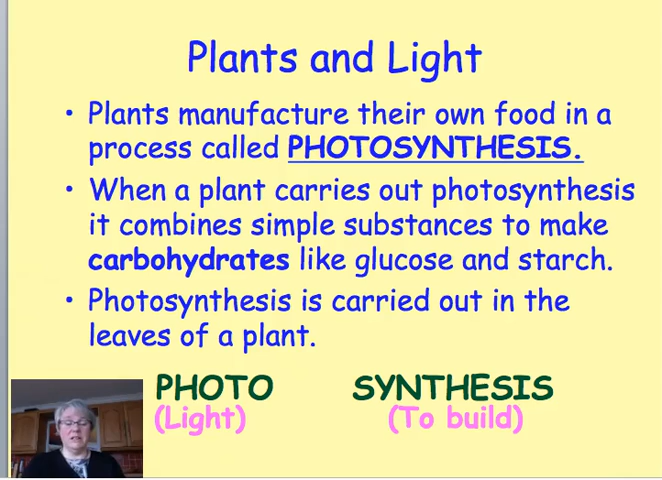 Plants and Light
• Plants manufacture their own food in a
process called PHOTOSYNTHESIS.
• When a plant carries out photosynthesis
it combines simple substances to make
carbohydrates like glucose and starch.
• Photosynthesis is carried out in the
leaves of a plant.
PHOTO SYNTHESIS
(Light) (To build)